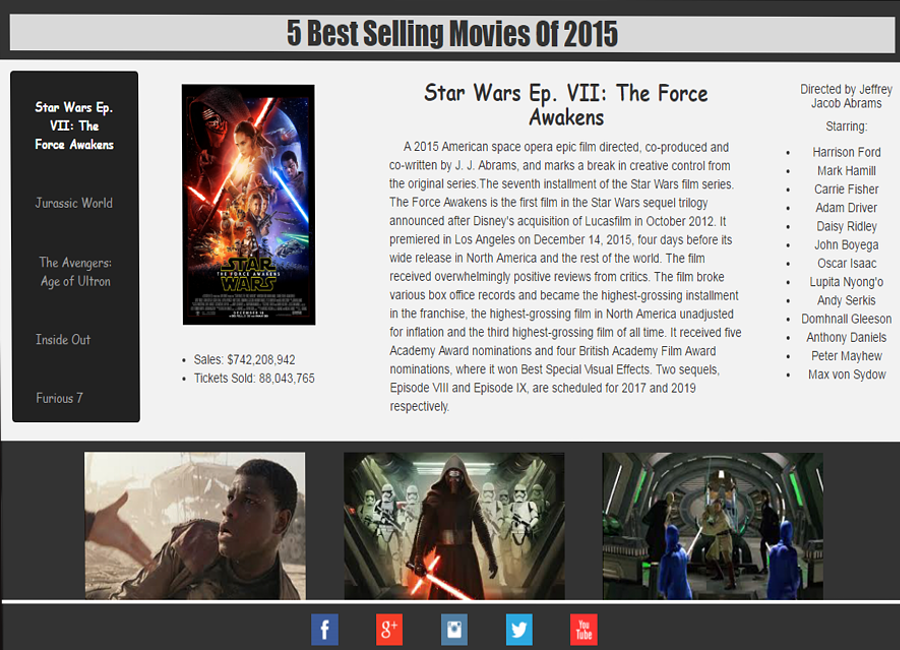 5 Best Selling Movies Of 2015
Star Wars Ep.
VII: The
Force Awakens
Jurassic World
The Avengers:
Age of Ultron
Inside Out
Furious 7
STAR
THE FORCE AWAKENS
WARS
DECEMBER 18
• Sales: $742,208,942
• Tickets Sold: 88,043,765
Star Wars Ep. VII: The Force
Awakens
A 2015 American space opera epic film directed, co-produced and
co-written by J. J. Abrams, and marks a break in creative control from
the original series.The seventh installment of the Star Wars film series.
The Force Awakens is the first film in the Star Wars sequel trilogy
announced after Disney's acquisition of Lucasfilm in October 2012. It
premiered in Los Angeles on December 14, 2015, four days before its
wide release in North America and the rest of the world. The film
received overwhelmingly positive reviews from critics. The film broke
various box office records and became the highest-grossing installment
in the franchise, the highest-grossing film in North America unadjusted
for inflation and the third highest-grossing film of all time. It received five
Academy Award nominations and four British Academy Film Award
nominations, where it won Best Special Visual Effects. Two sequels,
Episode VIII and Episode IX, are scheduled for 2017 and 2019
respectively.
Directed by Jeffrey
Jacob Abrams
Starring:
• Harrison Ford
• Mark Hamill
• Carrie Fisher
• Adam Driver
• Daisy Ridley
• John Boyega
• Oscar Isaac
• Lupita Nyong'o
• Andy Serkis
• Domhnall Gleeson
• Anthony Daniels
• Peter Mayhew
• Max von Sydow
f
g+
You
Tube